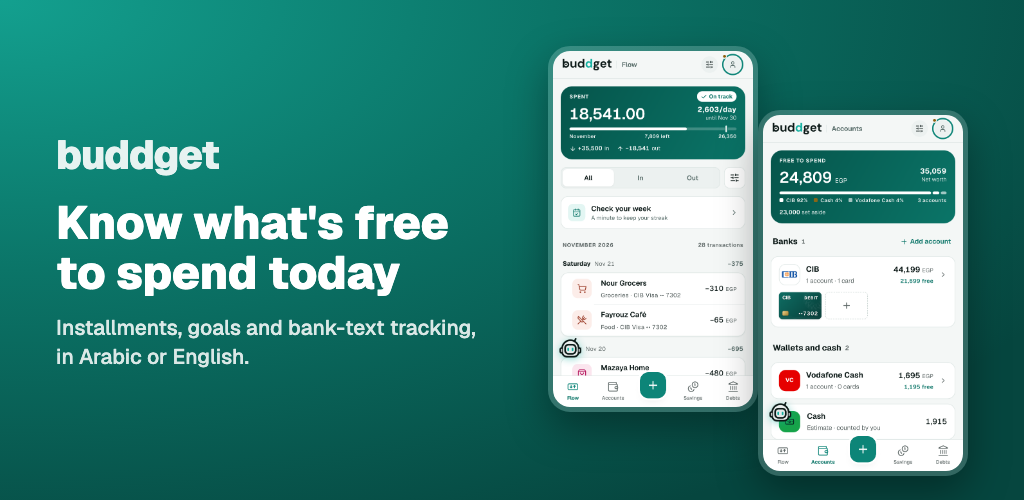 buddget
Know what's free
to spend today
Installments, goals and bank-text tracking,
in Arabic or English.
buddget Flow
SPENT
On track
18,541.00
2,603/day
until Nov 30
November 7,809 left 26,350
+35,500 in −18,541 out
All In Out
Check your week
A minute to keep your streak
NOVEMBER 2026 28 transactions
Saturday Nov 21 −375
Nour Grocers
Groceries · CIB Visa •• 7302
−310 EGP
Fayrouz Café
Food · CIB Visa •• 7302
−65 EGP
Nov 20 −695
Mazaya Home
−480 EGP
Flow Accounts + Savings Debts
buddget Accounts
FREE TO SPEND
24,809 EGP
35,059
Net worth
CIB 92% Cash 4% Vodafone Cash 4% 3 accounts
23,000 set aside
Banks 1 + Add account
CIB
CIB
1 account · 1 card
44,199 EGP
21,699 free
CIB DEBIT
•• 7302
+
Wallets and cash 2
VC
Vodafone Cash
1 account · 0 cards
1,695 EGP
1,195 free
Cash
Estimate · counted by you
1,915
Flow Accounts + Savings Debts